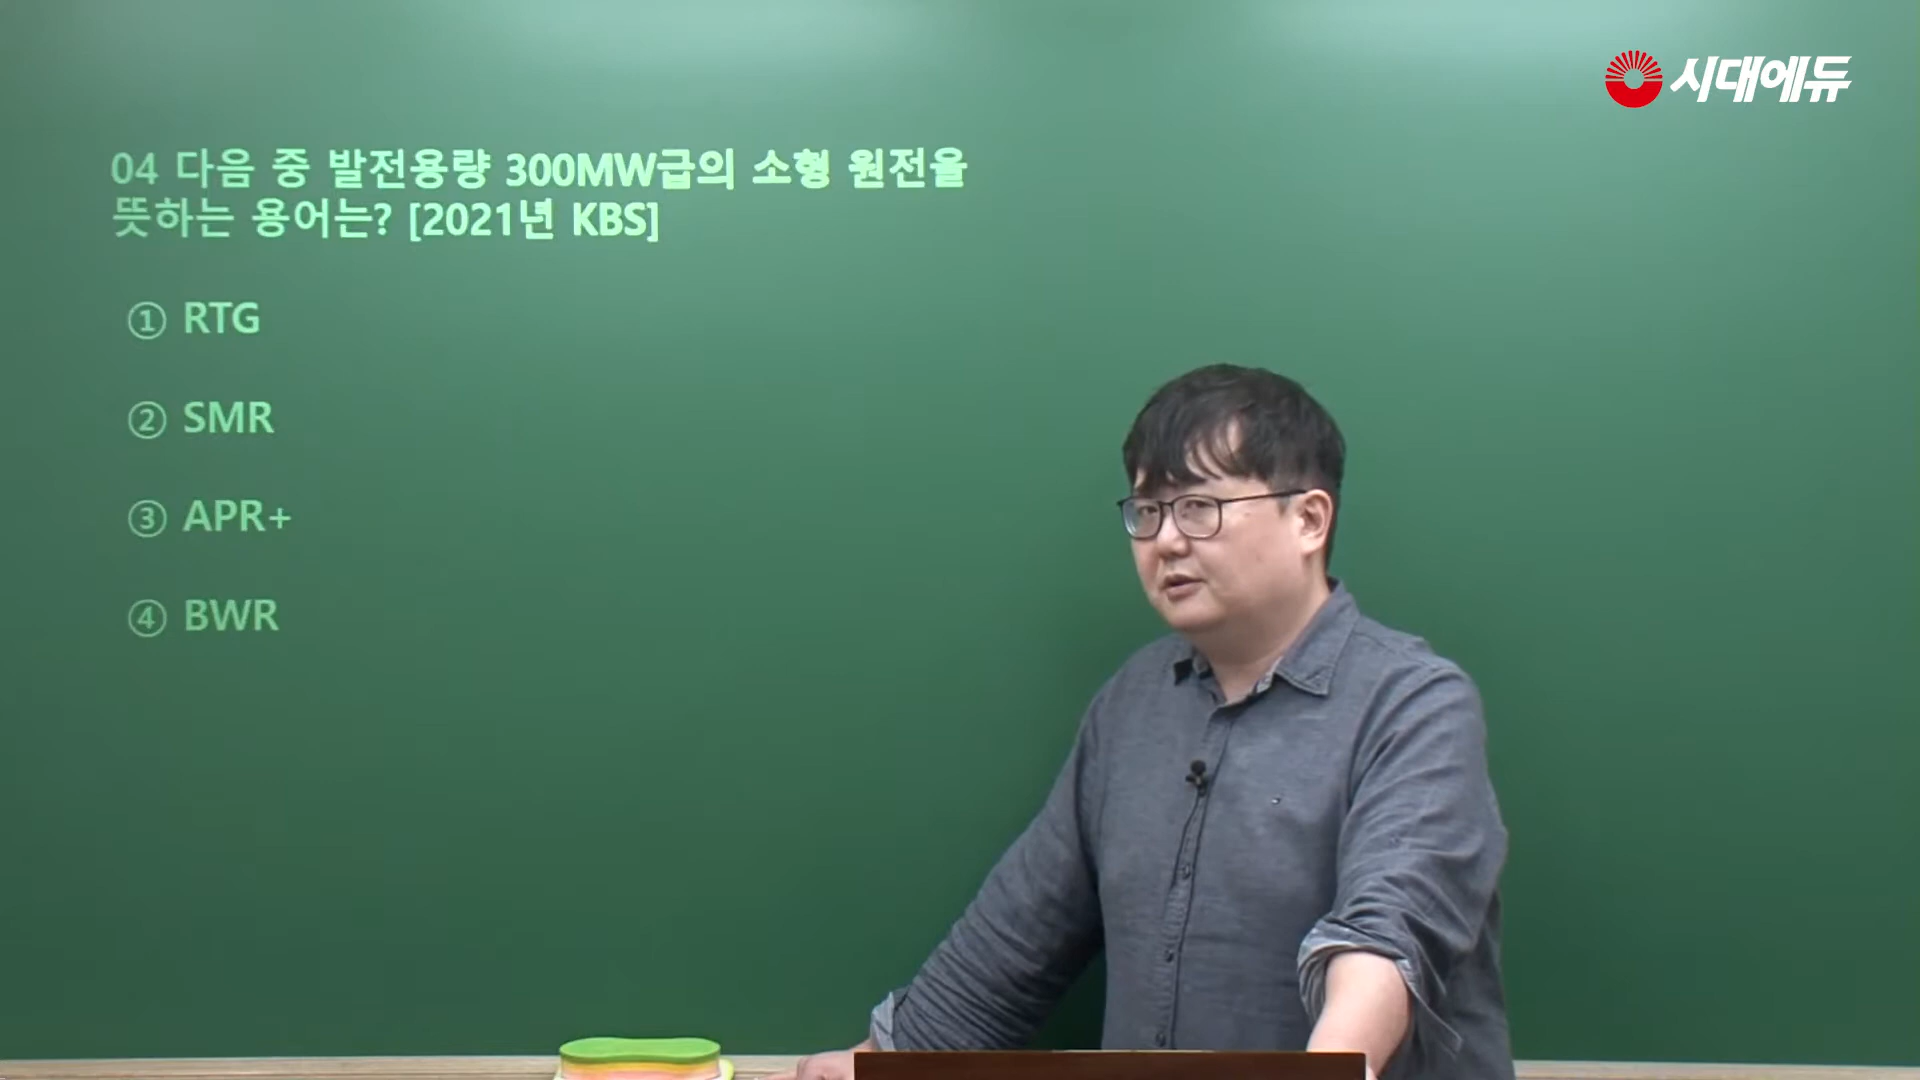 시대에듀
04 다음 중 발전용량 300MW급의 소형 원전을
뜻하는 용어는? [2021년 KBS]
① RTG
② SMR
③ APR+
④ BWR